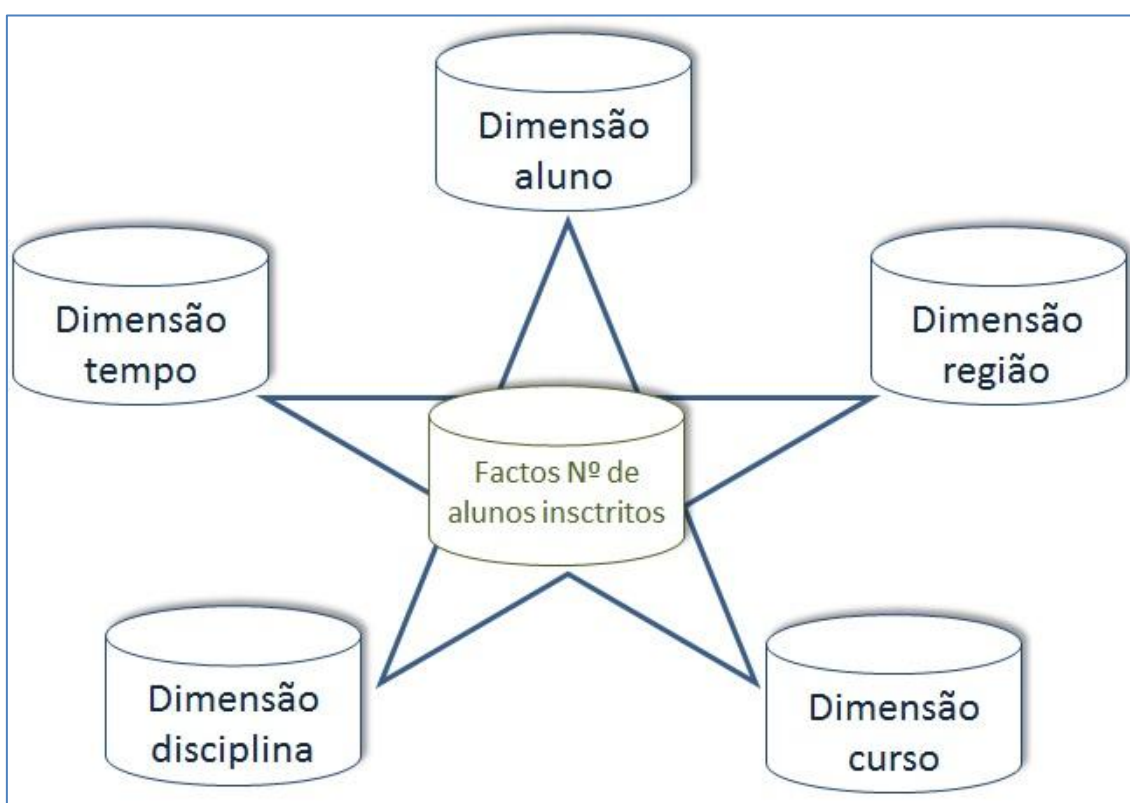 Dimensão
aluno
Dimensão
tempo
Dimensão
região
Factos Nº de
alunos insctritos
Dimensão
disciplina
Dimensão
curso